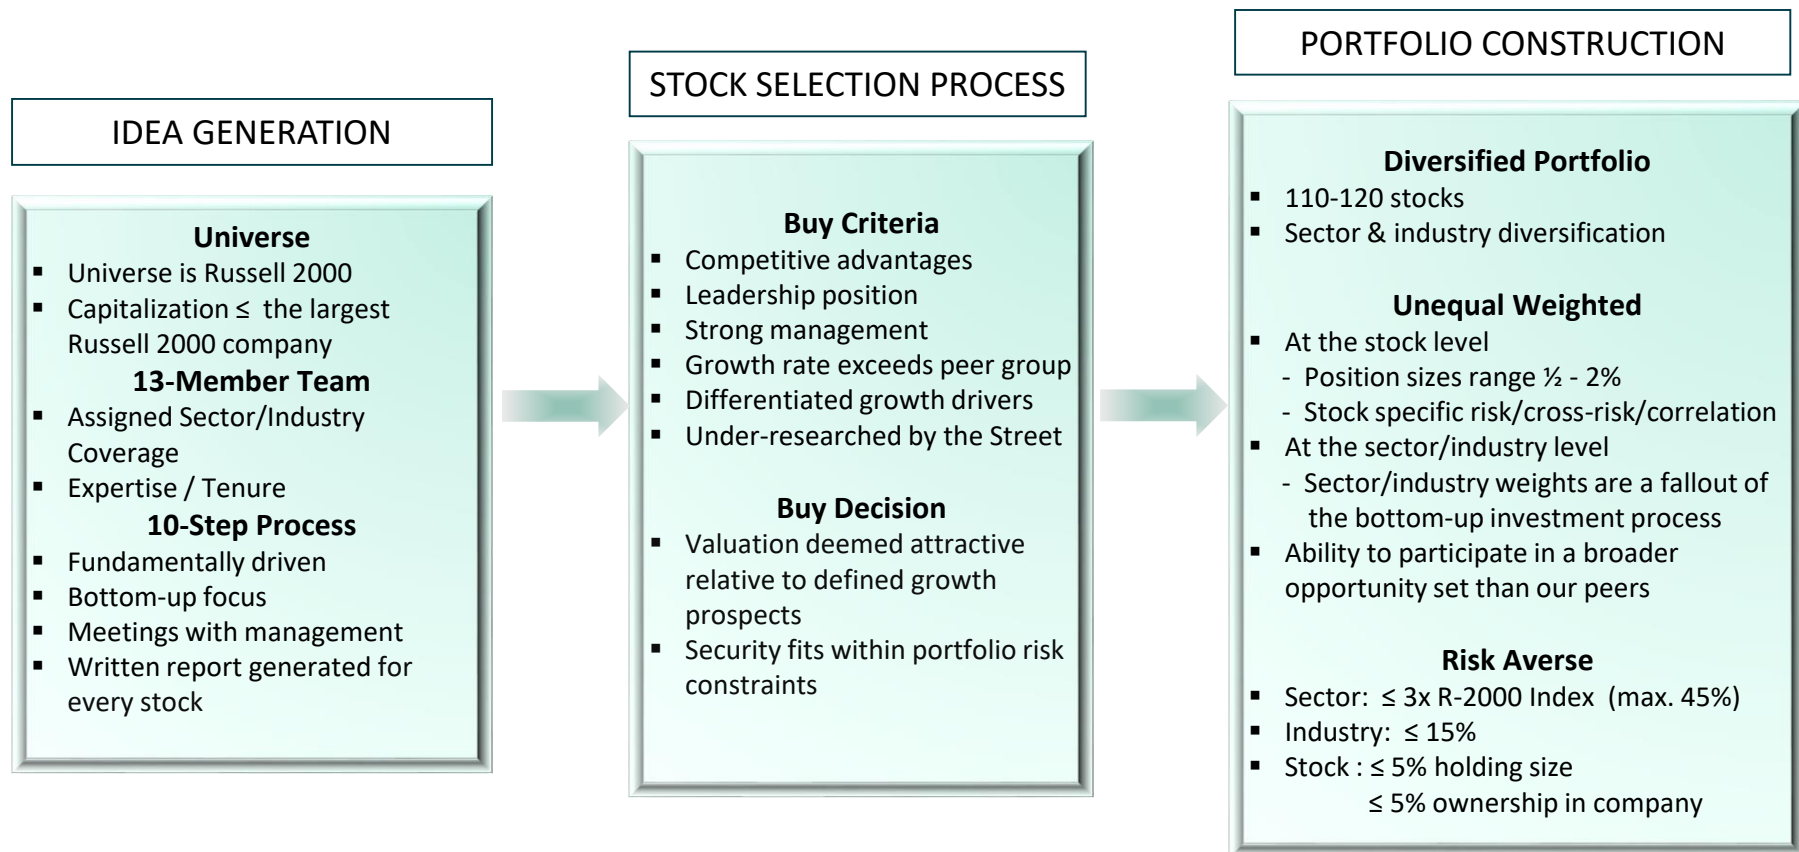 IDEA GENERATION
Universe
▪ Universe is Russell 2000
▪ Capitalization ≤ the largest
Russell 2000 company
13-Member Team
▪ Assigned Sector/Industry
Coverage
▪ Expertise / Tenure
10-Step Process
▪ Fundamentally driven
▪ Bottom-up focus
▪ Meetings with management
▪ Written report generated for
every stock
STOCK SELECTION PROCESS
Buy Criteria
▪ Competitive advantages
▪ Leadership position
▪ Strong management
▪ Growth rate exceeds peer group
▪ Differentiated growth drivers
▪ Under-researched by the Street
Buy Decision
▪ Valuation deemed attractive
relative to defined growth
prospects
▪ Security fits within portfolio risk
constraints
PORTFOLIO CONSTRUCTION
Diversified Portfolio
▪ 110-120 stocks
▪ Sector & industry diversification
Unequal Weighted
▪ At the stock level
- Position sizes range ½ - 2%
- Stock specific risk/cross-risk/correlation
▪ At the sector/industry level
- Sector/industry weights are a fallout of
the bottom-up investment process
▪ Ability to participate in a broader
opportunity set than our peers
Risk Averse
▪ Sector: ≤ 3x R-2000 Index (max. 45%)
▪ Industry: ≤ 15%
▪ Stock : ≤ 5% holding size
≤ 5% ownership in company